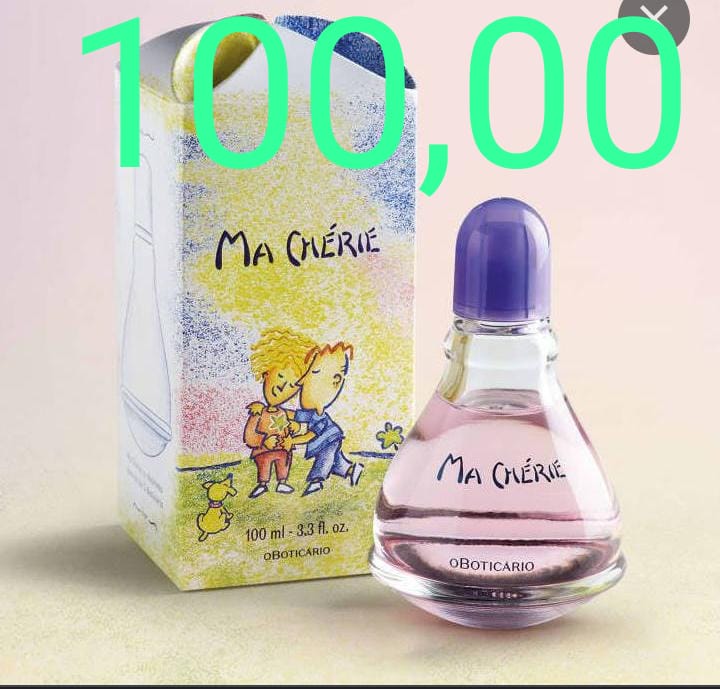 100,00
MA CHÉRIE
100 ml - 3.3 fl. oz.
oBOTICÁRIO
MA CHÉRIE
oBOTICÁRIO